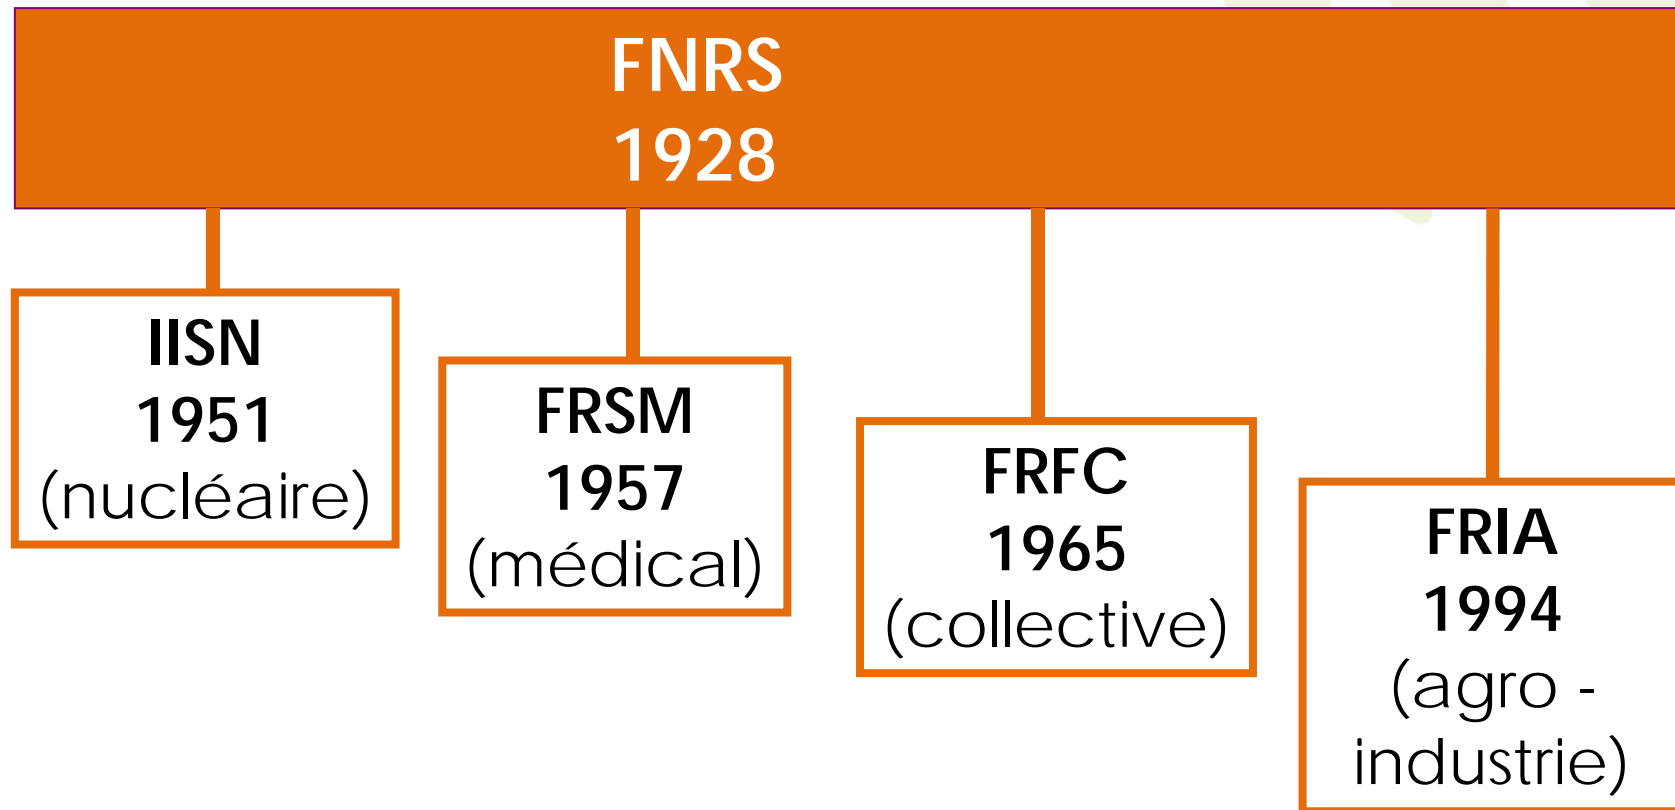 FNRS
1928
IISN
1951
(nucléaire)
FRSM
1957
(médical)
FRFC
1965
(collective)
FRIA
1994
(agro -
industrie)